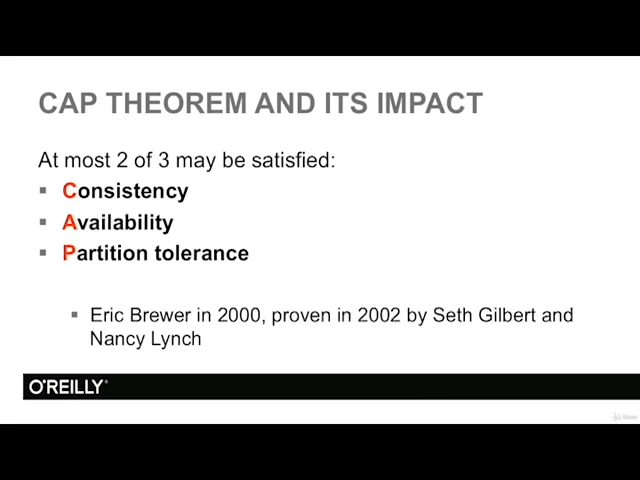 CAP THEOREM AND ITS IMPACT
At most 2 of 3 may be satisfied:
▪ Consistency
▪ Availability
▪ Partition tolerance
▪ Eric Brewer in 2000, proven in 2002 by Seth Gilbert and
Nancy Lynch
O'REILLY®